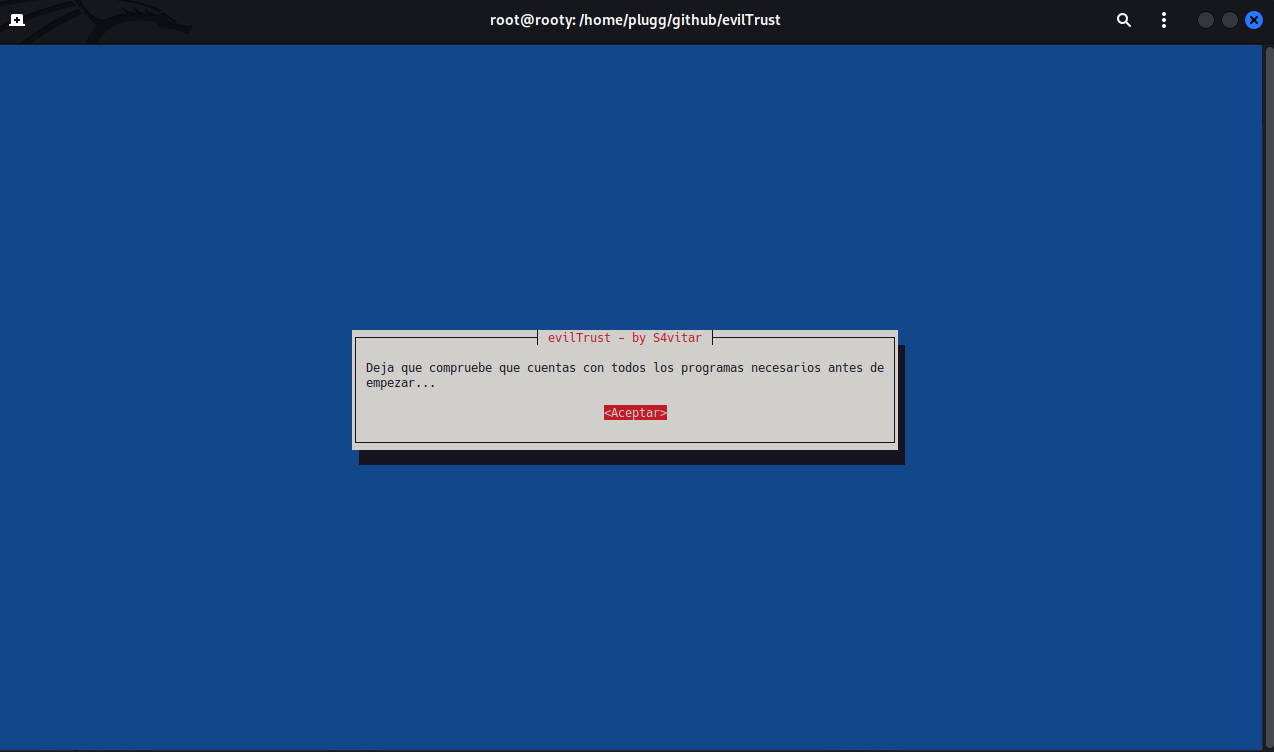 root@rooty: /home/plugg/github/evilTrust
evilTrust - by S4vitar
Deja que compruebe que cuentas con todos los programas necesarios antes de
empezar...
<Aceptar>